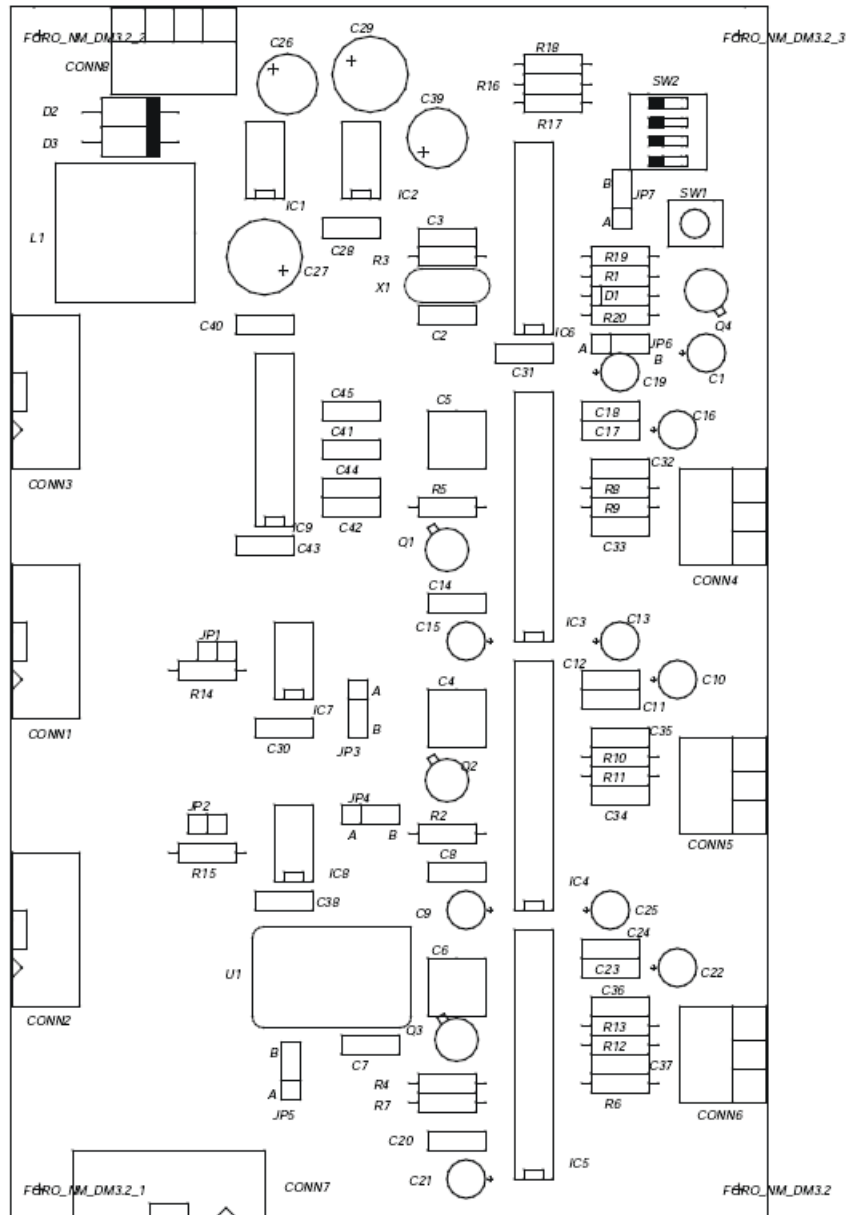 C26
C29
FORO_NM_DM3.2_2
FORO_NM_DM3.2_3
CONN8
R18
R16
SW2
C39
D2
R17
D3
B
JP7
IC1
IC2
SW1
A
C3
L1
C28
R3
R19
C27
R1
X1
D1
R20
C40
C2
IC6
Q4
A
JP6
B
C31
C19
C1
C45
C5
C18
C16
C41
C17
C44
C32
CONN3
R5
R8
R9
C42
IC9
Q1
C43
C33
CONN4
C14
C15
IC3
C13
JP1
C12
R14
C4
C10
A
IC7
C11
CONN1
C30
B
C35
JP3
R10
Q2
R11
JP4
JP2
R2
C34
A
B
CONN5
C8
R15
IC8
IC4
C38
C9
C25
C24
C6
U1
C23
C22
C36
CONN2
R13
Q3
R12
B
C7
C37
R4
A
R7
R6
JP5
CONN6
C20
IC5
C21
CONN7
FORO_NM_DM3.2_1
FORO_NM_DM3.2